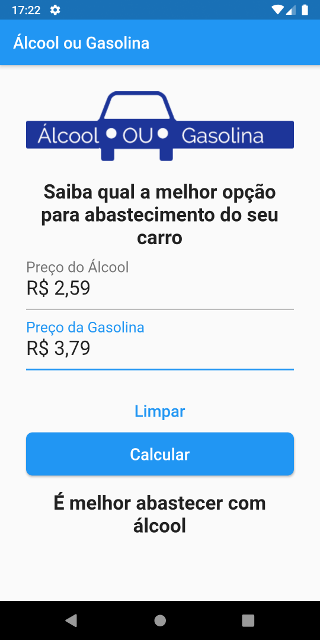 17:22
Álcool ou Gasolina
Álcool OU Gasolina
Saiba qual a melhor opção
para abastecimento do seu
carro
Preço do Álcool
R$ 2,59
Preço da Gasolina
R$ 3,79
Limpar
Calcular
É melhor abastecer com
álcool